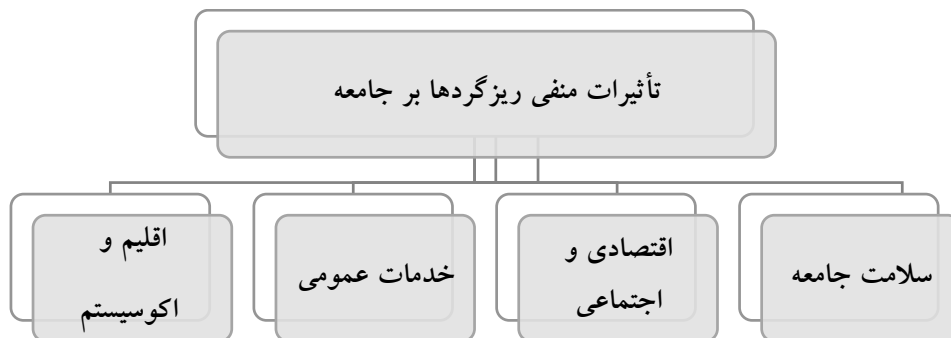 تأثیرات منفی ریزگردها بر جامعه
سلامت جامعه
اقتصادی و
اجتماعی
خدمات عمومی
اقلیم و
اکوسیستم